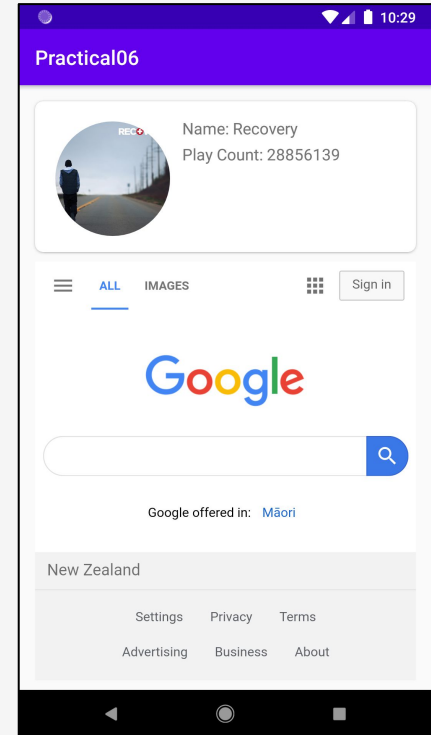 10:29
Practical06
REC
Name: Recovery
Play Count: 28856139
ALL IMAGES Sign in
Google
Google offered in: Māori
New Zealand
Settings Privacy Terms
Advertising Business About